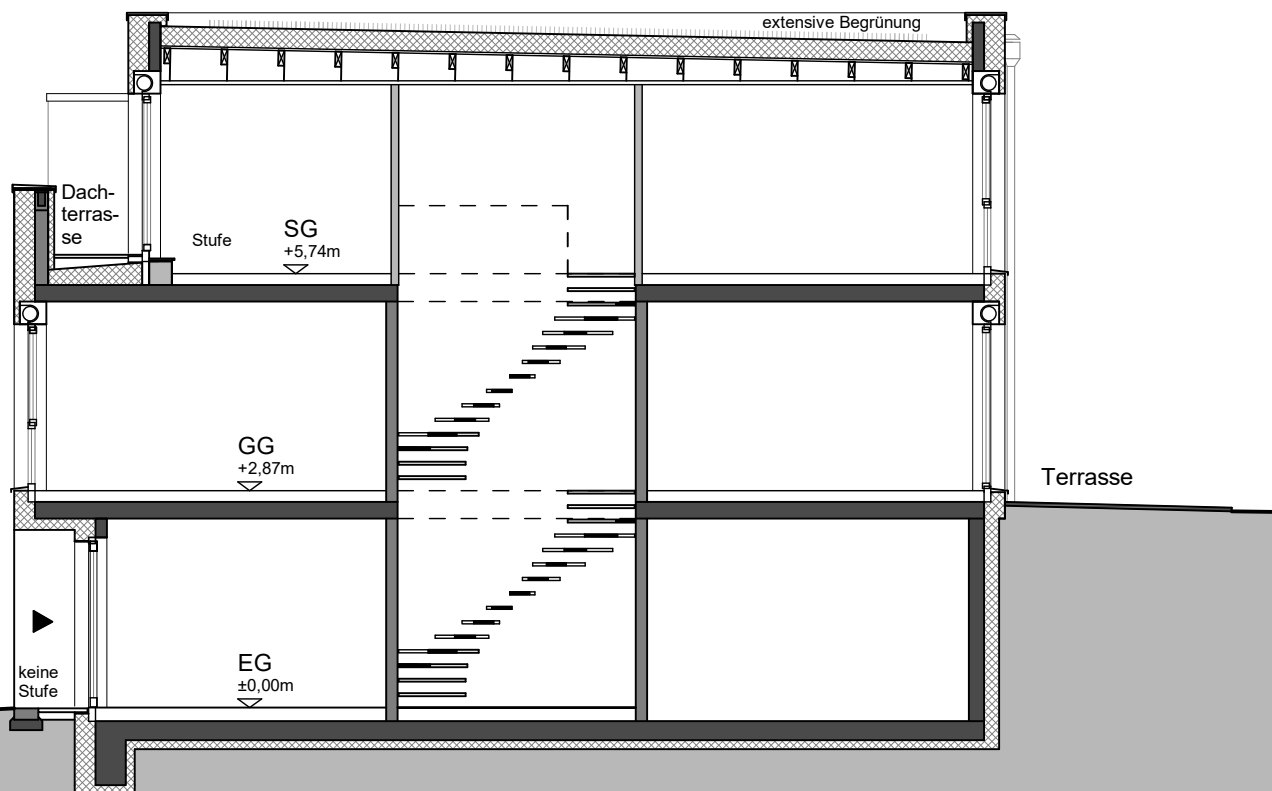 extensive Begrünung
Dach-
terras-
se
Stufe
SG
+5,74m
GG
+2,87m
Terrasse
EG
±0,00m
keine
Stufe